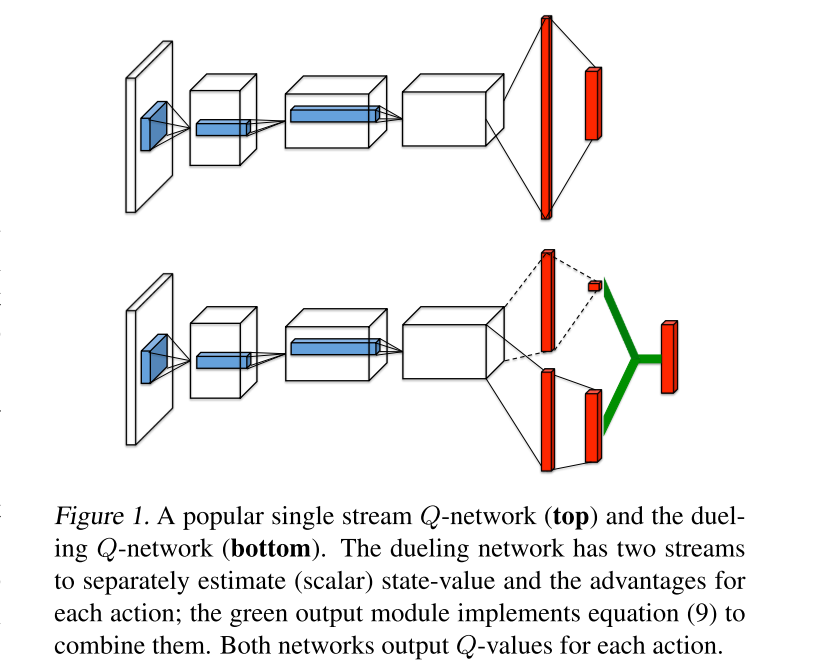 Figure 1. A popular single stream Q-network (top) and the duel-
ing Q-network (bottom). The dueling network has two streams
to separately estimate (scalar) state-value and the advantages for
each action; the green output module implements equation (9) to
combine them. Both networks output Q-values for each action.